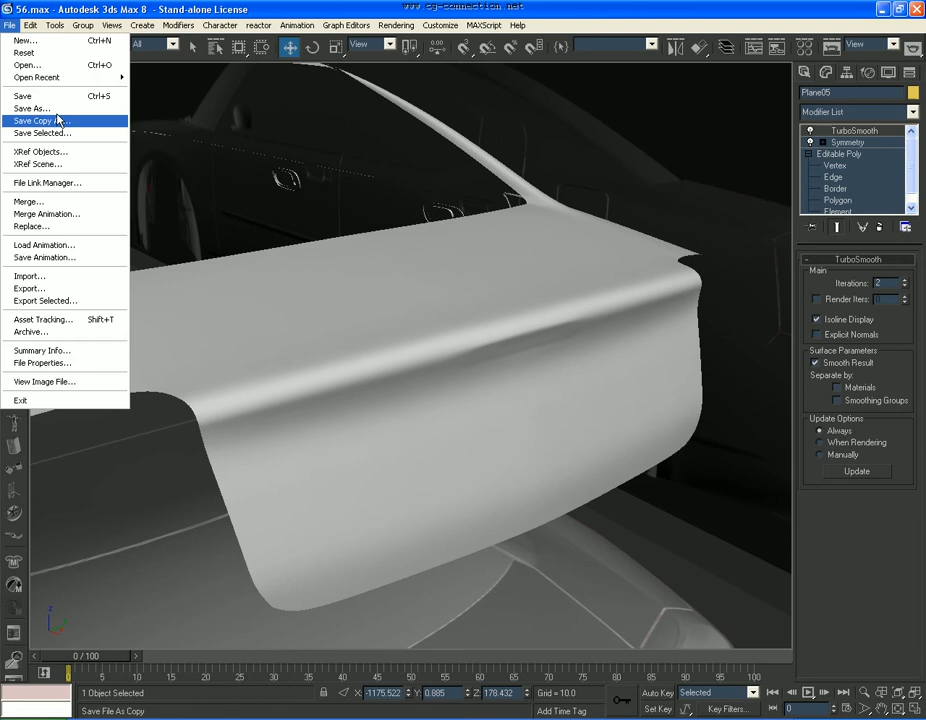 56.max - Autodesk 3ds Max 8 - Stand-alone License
www.cg-connection.net
File Edit Tools Group Views Create Modifiers Character reactor Animation Graph Editors Rendering Customize MAXScript Help
New... Ctrl+N
Reset
Open... Ctrl+O
Open Recent
Save Ctrl+S
Save As...
Save Copy
Save Selected...
XRef Objects...
XRef Scene...
File Link Manager...
Merge...
Merge Animation...
Replace...
Load Animation...
Save Animation...
Import...
Export...
Export Selected...
Asset Tracking... Shift+T
Archive...
Summary Info...
File Properties...
View Image File...
Exit
All
View
View
Plane05
Modifier List
TurboSmooth
Symmetry
Editable Poly
Vertex
Edge
Border
Polygon
Element
TurboSmooth
Main
Iterations: 2
Render Iters: 0
Isoline Display
Explicit Normals
Surface Parameters
Smooth Result
Separate by:
Materials
Smoothing Groups
Update Options
Always
When Rendering
Manually
Update
z
0 / 100
5 10 15 20 25 30 35 40 45 50 55 60 65 70 75 80 85 90 95 100
1 Object Selected X: -1175.522 Y: 0.885 Z: 178.432 Grid = 10.0 Auto Key Selected
Save File As Copy Add Time Tag Set Key Key Filters... 0